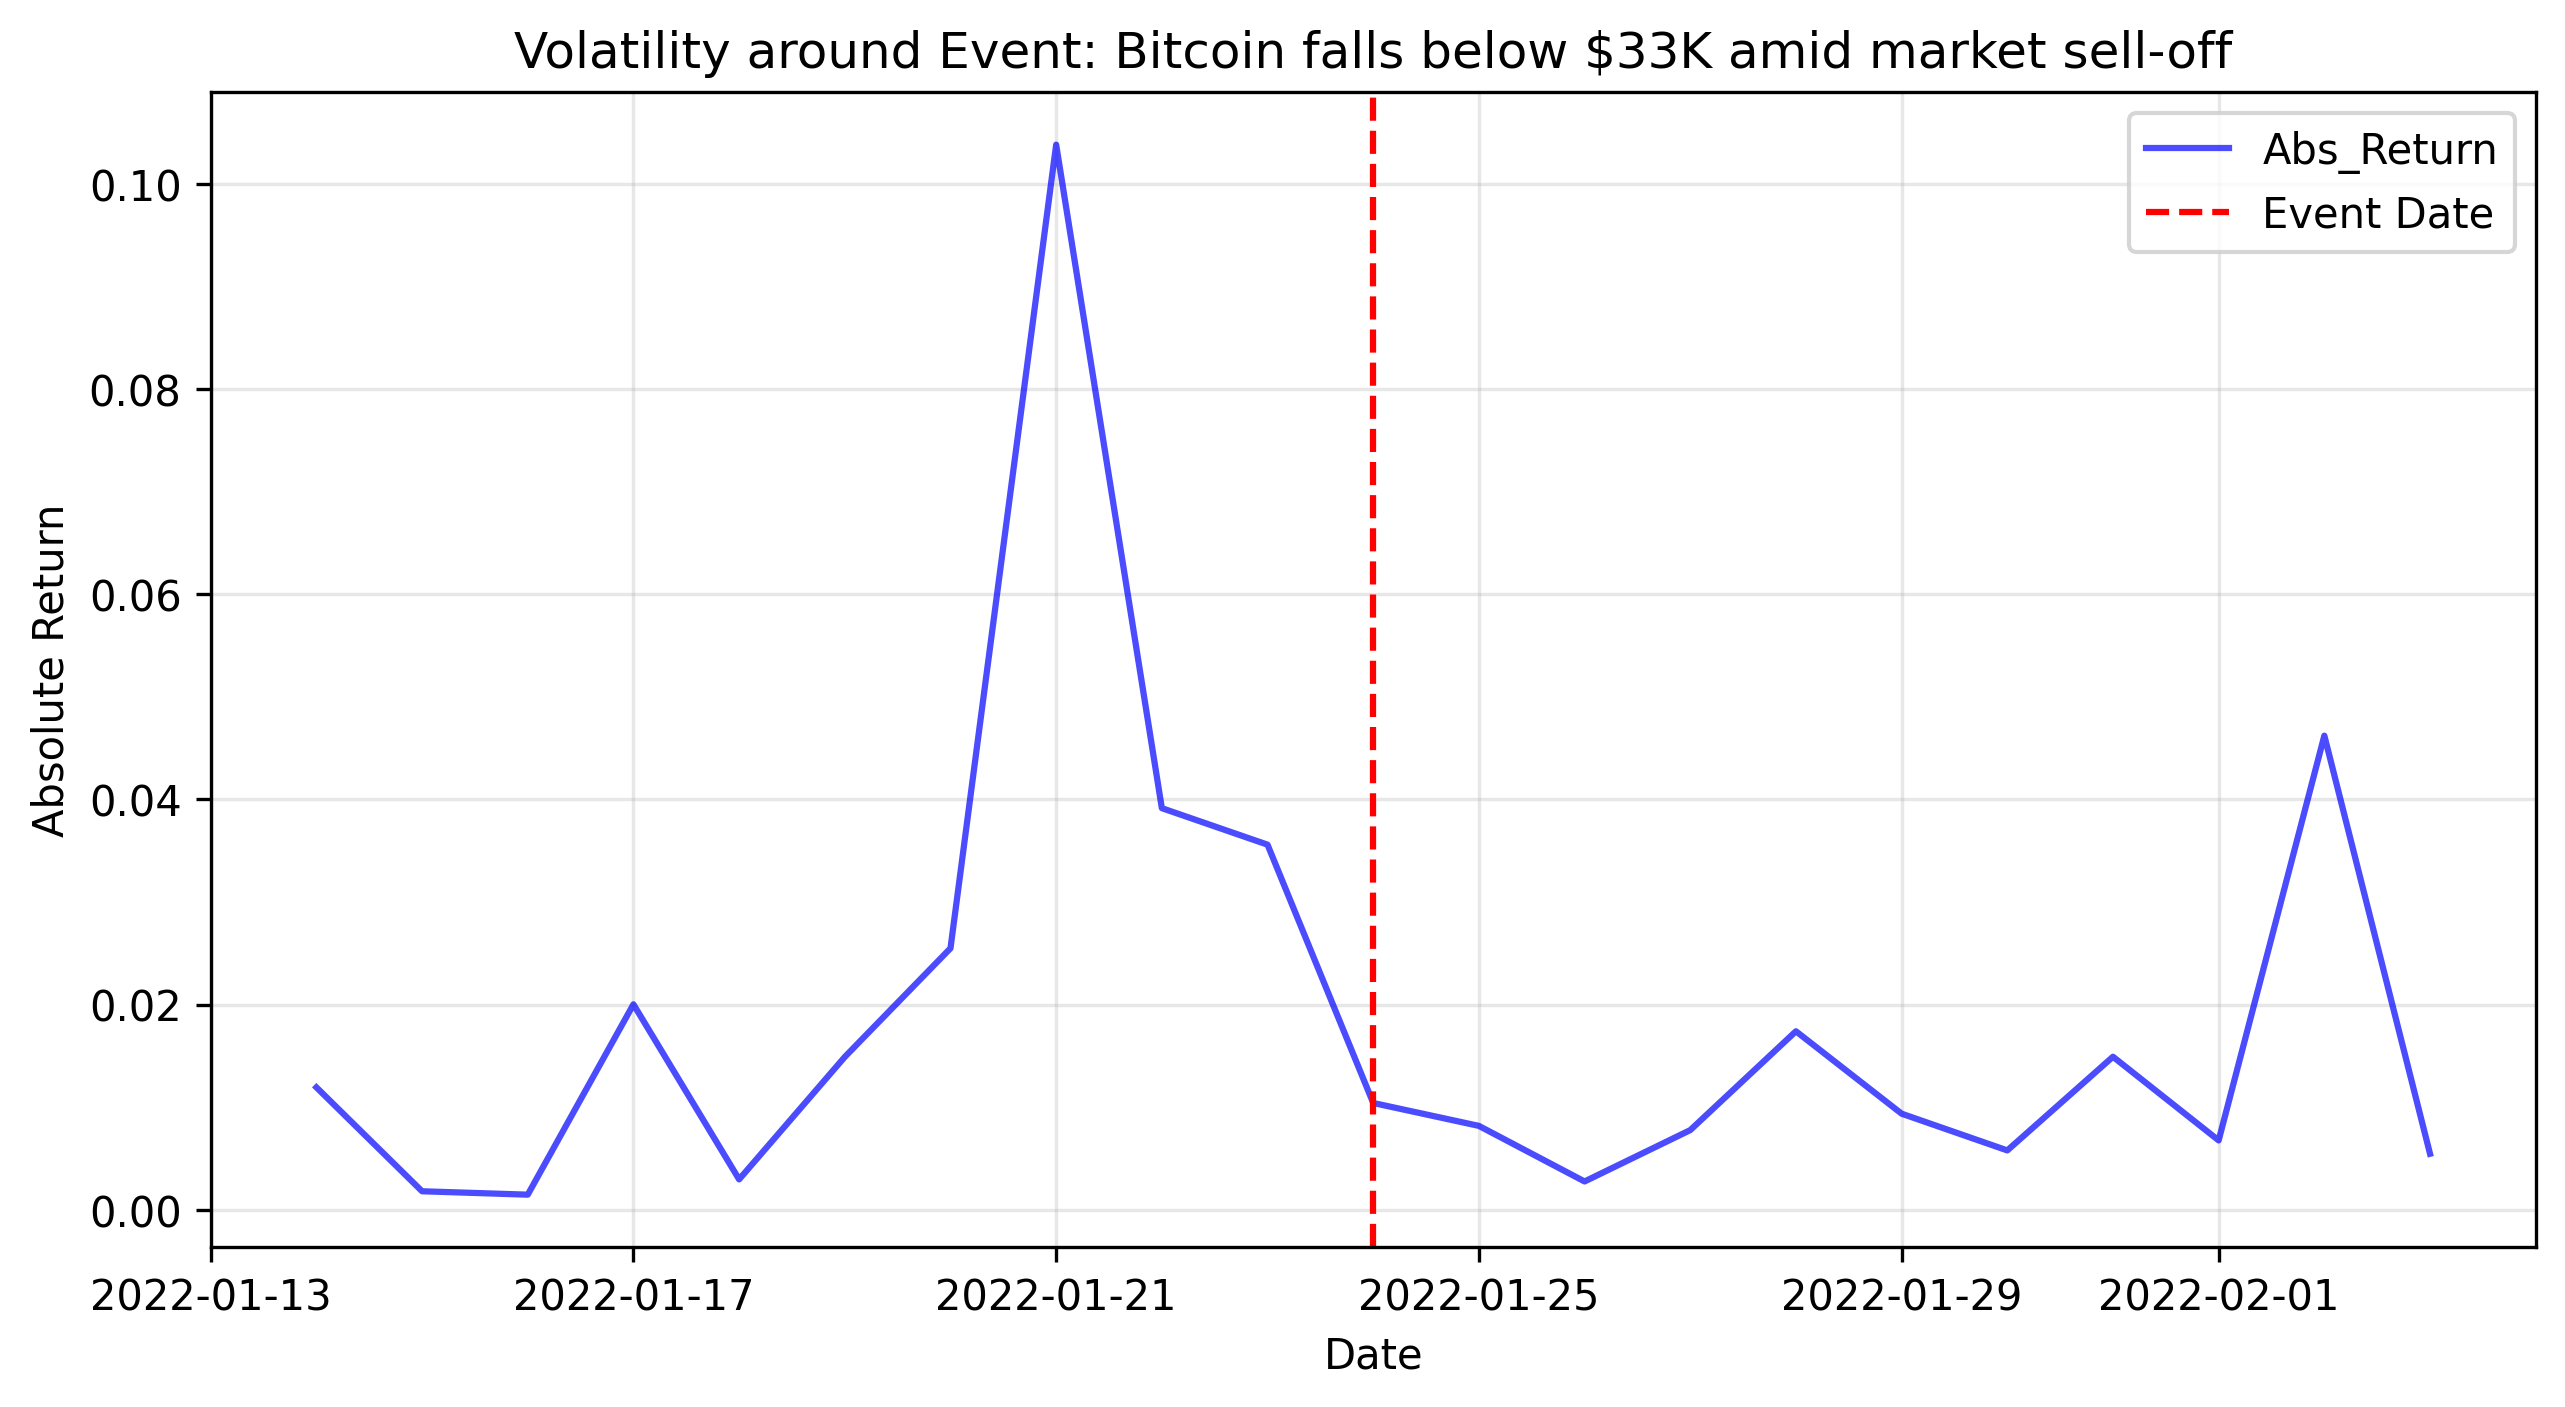 Volatility around Event: Bitcoin falls below $33K amid market sell-off
Abs_Return
Event Date
Absolute Return
0.10
0.08
0.06
0.04
0.02
0.00
2022-01-13 2022-01-17 2022-01-21 2022-01-25 2022-01-29 2022-02-01
Date